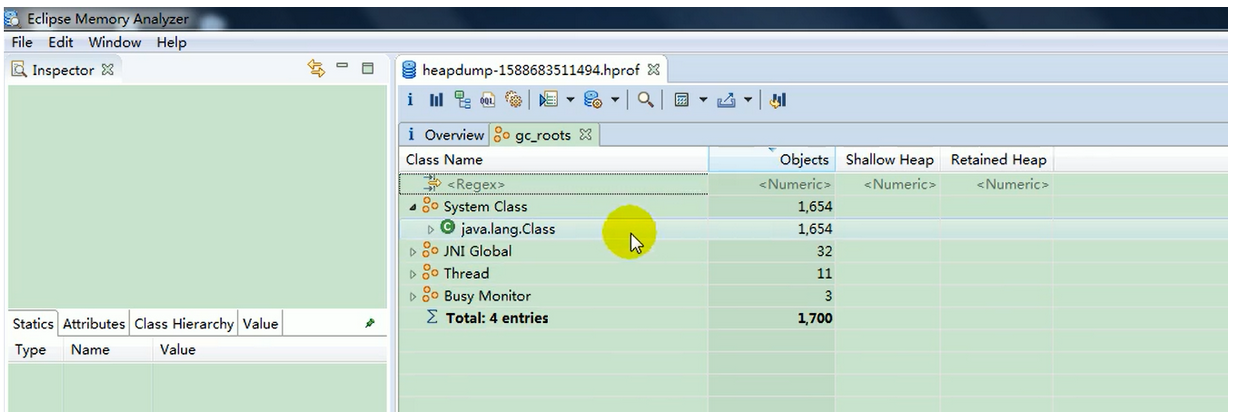 Eclipse Memory Analyzer
File Edit Window Help
Inspector
heapdump-1588683511494.hprof
i OQL
i Overview gc_roots
Class Name Objects Shallow Heap Retained Heap
<Regex> <Numeric> <Numeric> <Numeric>
System Class 1,654
C java.lang.Class 1,654
JNI Global 32
Thread 11
Busy Monitor 3
Σ Total: 4 entries 1,700
Statics Attributes Class Hierarchy Value
Type Name Value